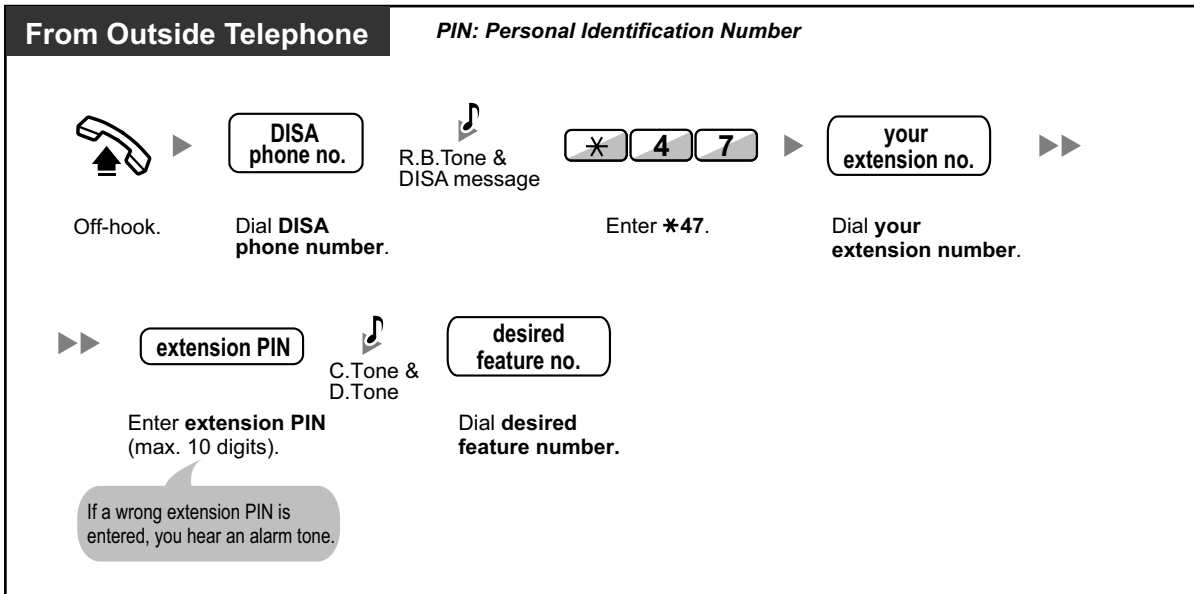 From Outside Telephone
PIN: Personal Identification Number
DISA
phone no.
R.B.Tone &
DISA message
✳ 4 7
your
extension no.
Off-hook.
Dial DISA
phone number.
Enter ✳47.
Dial your
extension number.
extension PIN
C.Tone &
D.Tone
desired
feature no.
Enter extension PIN
(max. 10 digits).
Dial desired
feature number.
If a wrong extension PIN is
entered, you hear an alarm tone.